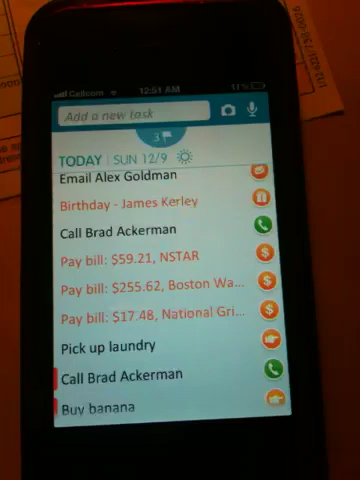 Cellcom 12:51 AM 11%
Add a new task
3
TODAY | SUN 12/9
Email Alex Goldman
Birthday - James Kerley
Call Brad Ackerman
Pay bill: $59.21, NSTAR
$
Pay bill: $255.62, Boston Wa...
$
Pay bill: $17.48, National Gri...
$
Pick up laundry
Call Brad Ackerman
Buy banana